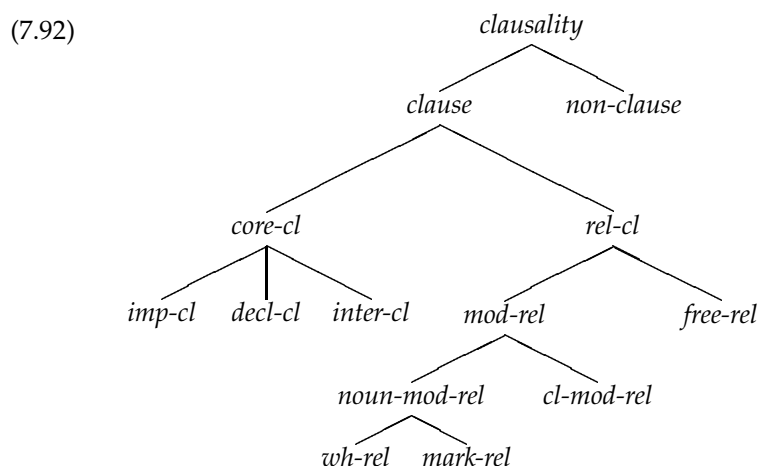 (7.92)
clausality
clause non-clause
core-cl rel-cl
imp-cl decl-cl inter-cl mod-rel free-rel
noun-mod-rel cl-mod-rel
wh-rel mark-rel